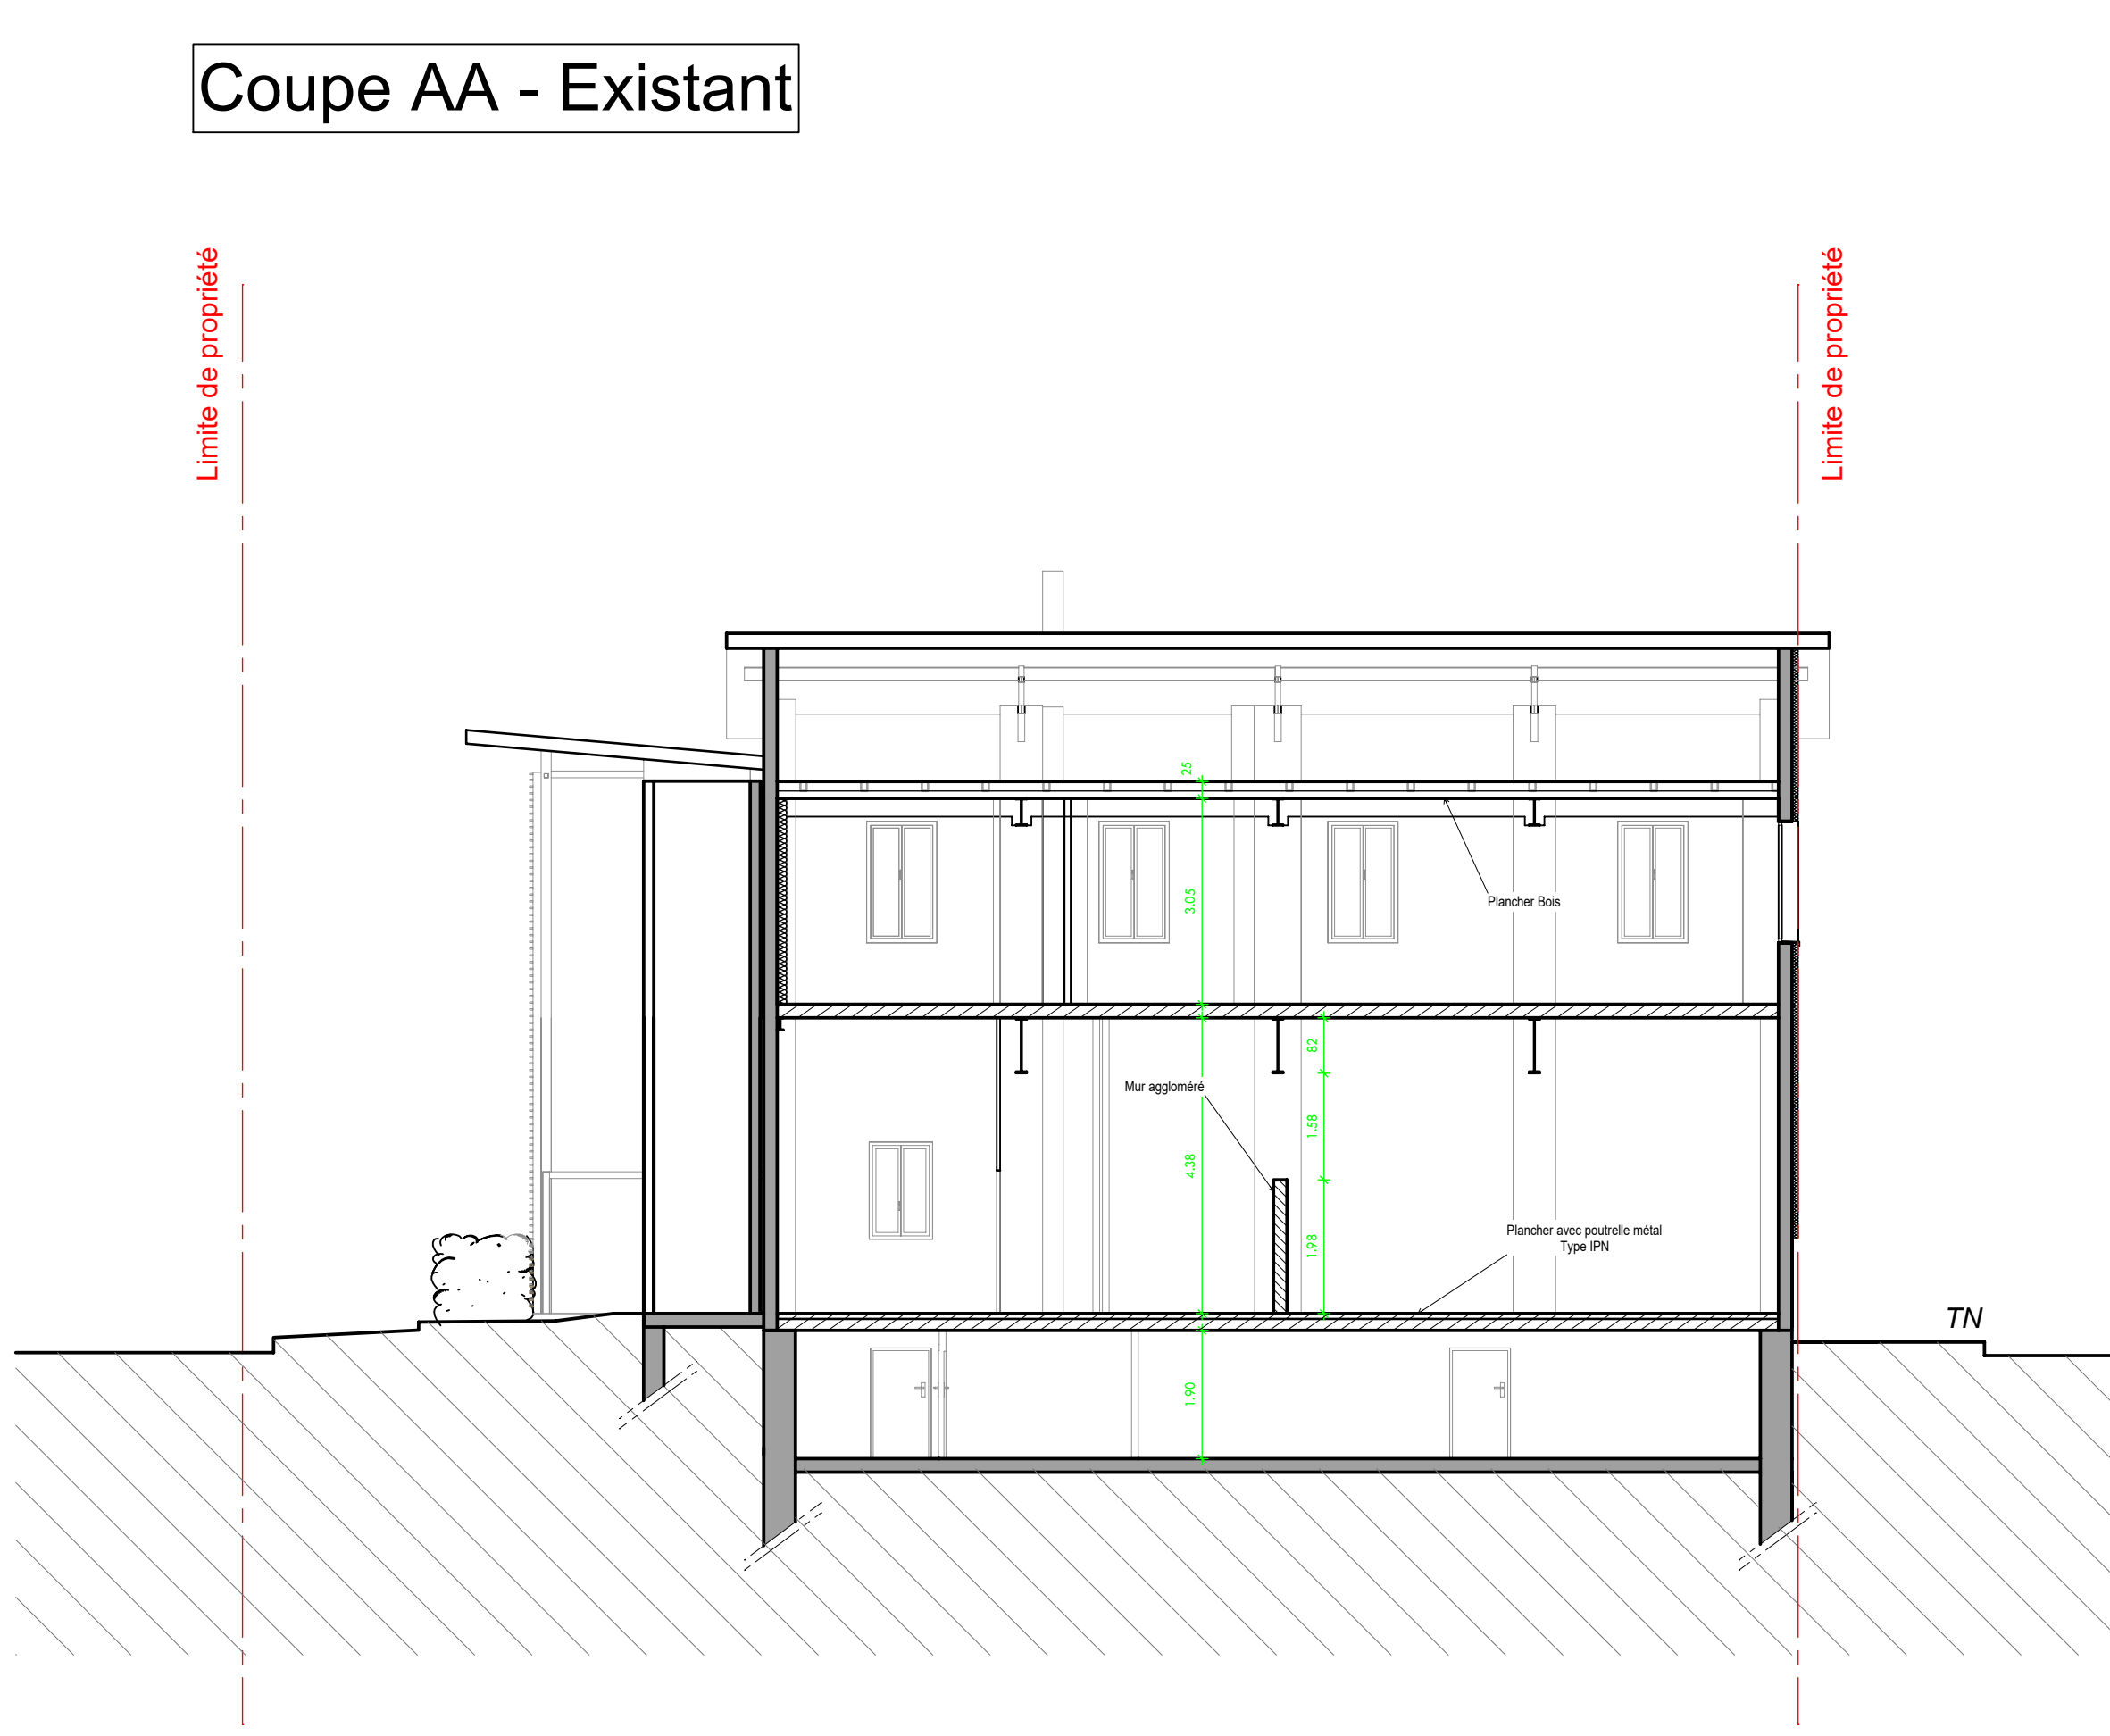 Coupe AA - Existant
Limite de propriété
Limite de propriété
25
3.05
Plancher Bois
82
Mur aggloméré
1.58
4.38
1.98
Plancher avec poutrelle métal
Type IPN
TN
1.90